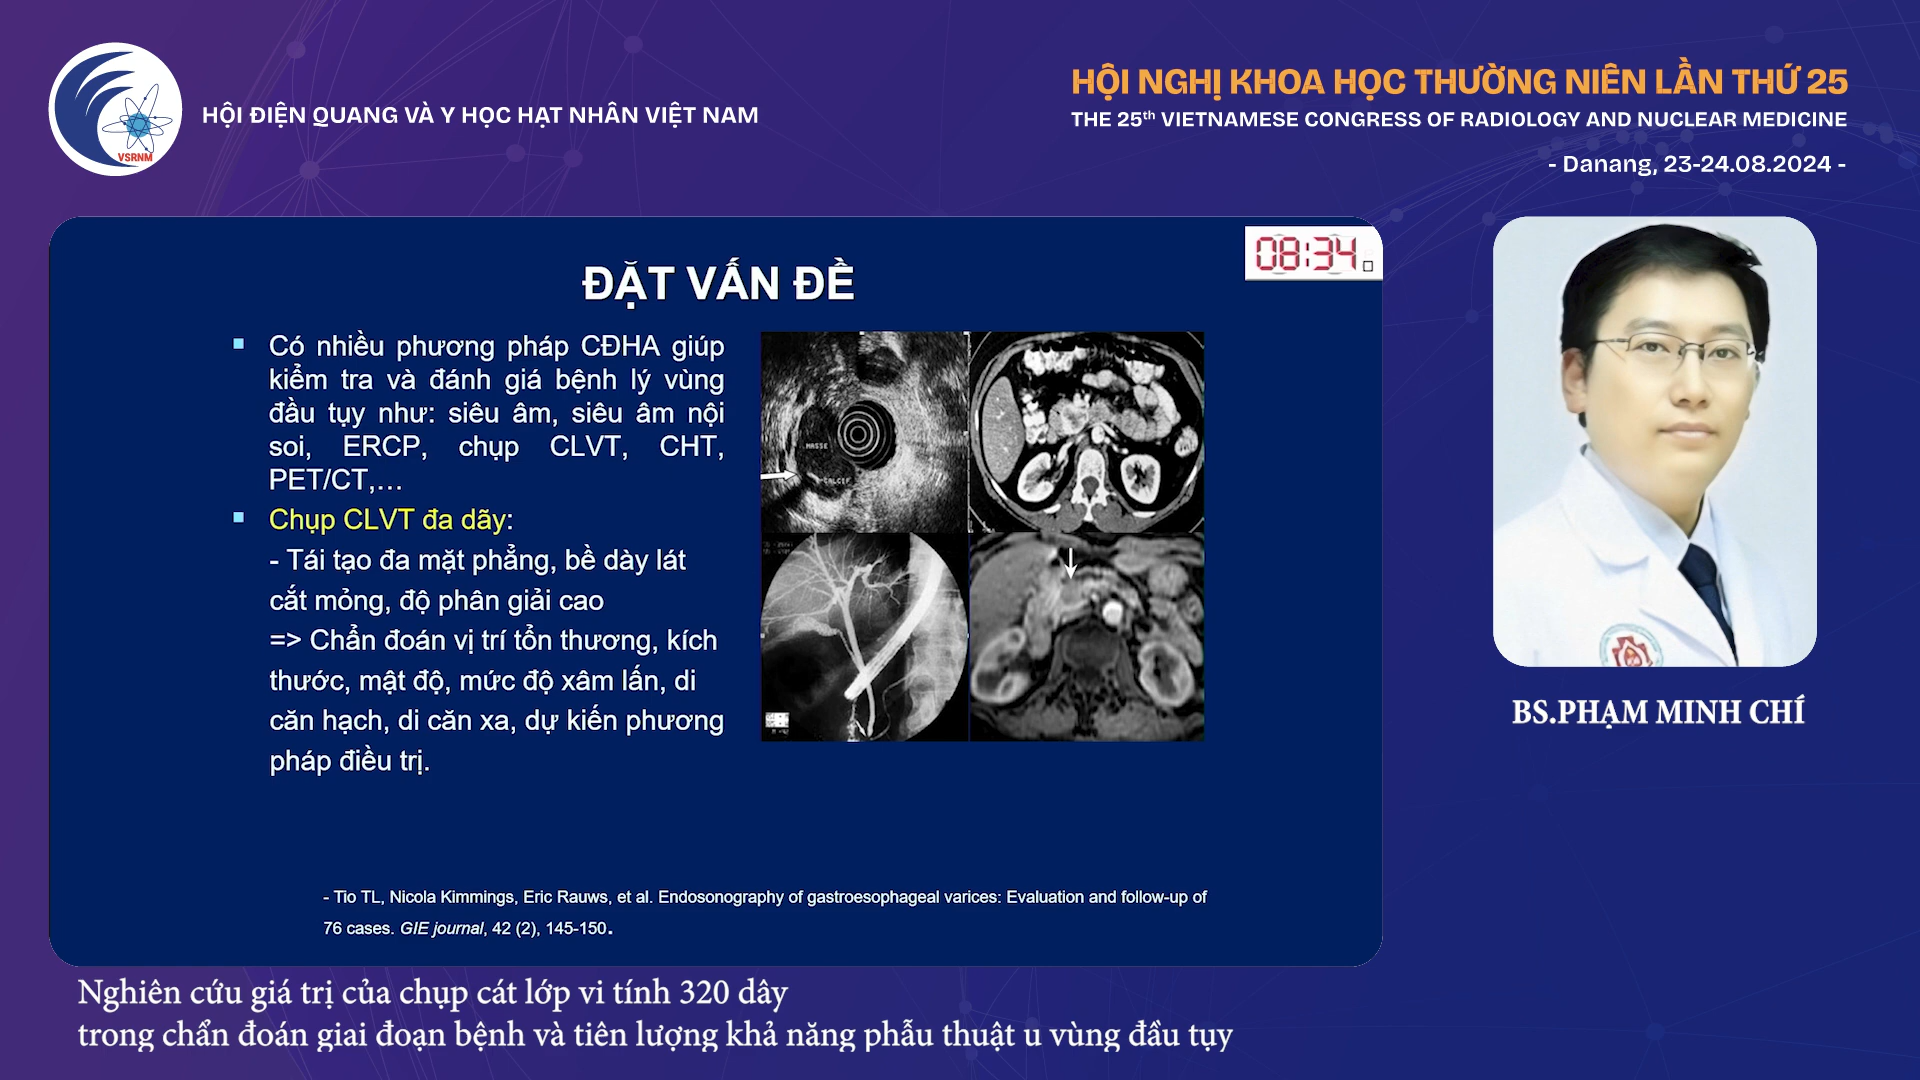 VSRNM
HỘI ĐIỆN QUANG VÀ Y HỌC HẠT NHÂN VIỆT NAM
HỘI NGHỊ KHOA HỌC THƯỜNG NIÊN LẦN THỨ 25
THE 25th VIETNAMESE CONGRESS OF RADIOLOGY AND NUCLEAR MEDICINE
- Danang, 23-24.08.2024 -
08:34
ĐẶT VẤN ĐỀ
Có nhiều phương pháp CĐHA giúp
kiểm tra và đánh giá bệnh lý vùng
đầu tụy như: siêu âm, siêu âm nội
soi, ERCP, chụp CLVT, CHT,
PET/CT,…
Chụp CLVT đa dãy:
- Tái tạo đa mặt phẳng, bề dày lát
cắt mỏng, độ phân giải cao
=> Chẩn đoán vị trí tổn thương, kích
thước, mật độ, mức độ xâm lấn, di
căn hạch, di căn xa, dự kiến phương
pháp điều trị.
MASSE
CALCIF
- Tio TL, Nicola Kimmings, Eric Rauws, et al. Endosonography of gastroesophageal varices: Evaluation and follow-up of
76 cases. GIE journal, 42 (2), 145-150.
BS.PHẠM MINH CHÍ
Nghiên cứu giá trị của chụp cát lớp vi tính 320 dây
trong chẩn đoán giai đoạn bệnh và tiên lượng khả năng phẫu thuật u vùng đầu tụy